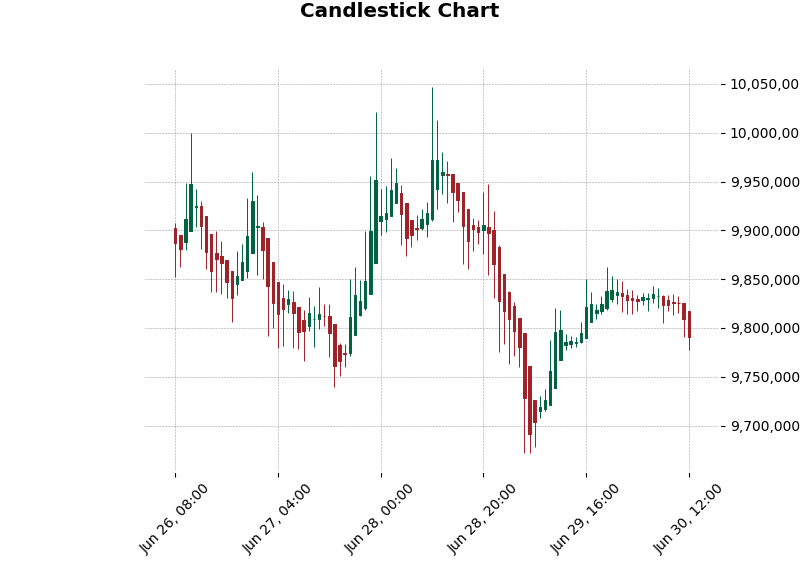 Candlestick Chart
10,050,00
10,000,00
9,950,000
9,900,000
9,850,000
9,800,000
9,750,000
9,700,000
Jun 26, 08:00
Jun 27, 04:00
Jun 28, 00:00
Jun 28, 20:00
Jun 29, 16:00
Jun 30, 12:00